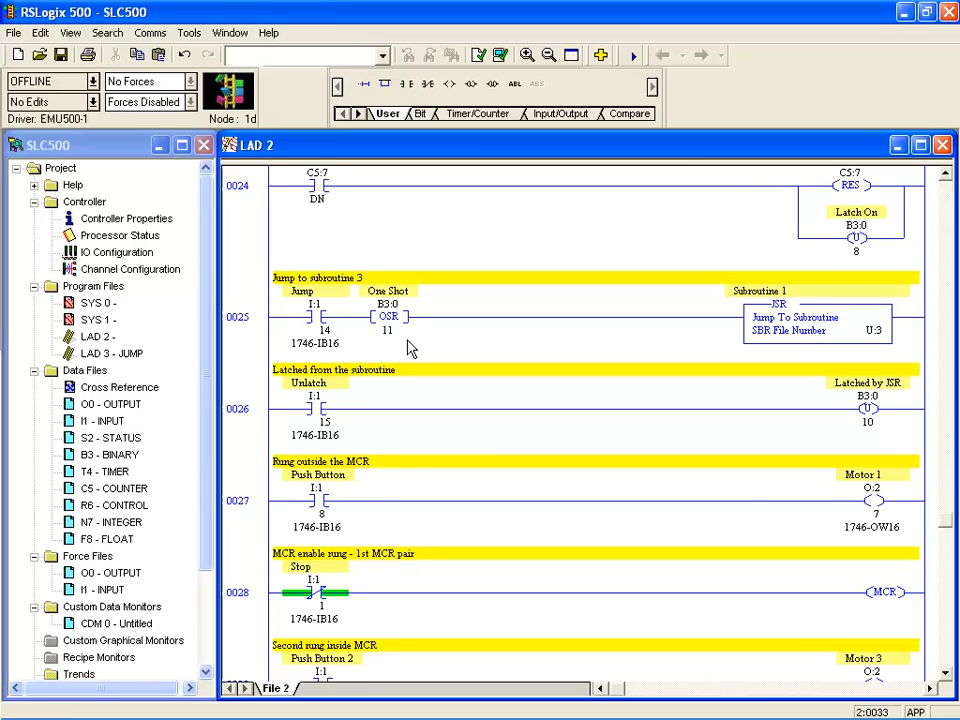 RSLogix 500 - SLC500
File Edit View Search Comms Tools Window Help
OFFLINE No Forces
No Edits Forces Disabled
Driver: EMU500-1 Node : 1d
ABL ABS
User Bit Timer/Counter Input/Output Compare
SLC500
Project
Help
Controller
Controller Properties
Processor Status
IO Configuration
Channel Configuration
Program Files
SYS 0 -
SYS 1 -
LAD 2 -
LAD 3 - JUMP
Data Files
Cross Reference
O0 - OUTPUT
I1 - INPUT
S2 - STATUS
B3 - BINARY
T4 - TIMER
C5 - COUNTER
R6 - CONTROL
N7 - INTEGER
F8 - FLOAT
Force Files
O0 - OUTPUT
I1 - INPUT
Custom Data Monitors
CDM 0 - Untitled
Custom Graphical Monitors
Recipe Monitors
Trends
LAD 2
C5:7 C5:7
0024 RES
DN
Latch On
B3:0
U
8
Jump to subroutine 3
Jump One Shot Subroutine 1
I:1 B3:0 JSR
0025 OSR Jump To Subroutine
14 11 SBR File Number U:3
1746-IB16
Latched from the subroutine
Unlatch Latched by JSR
I:1 B3:0
0026 U
15 10
1746-IB16
Rung outside the MCR
Push Button Motor 1
I:1 O:2
0027
8 7
1746-IB16 1746-OW16
MCR enable rung - 1st MCR pair
Stop
I:1
0028 MCR
1
1746-IB16
Second rung inside MCR
Push Button 2 Motor 3
I:1 O:2
File 2
2:0033 APP